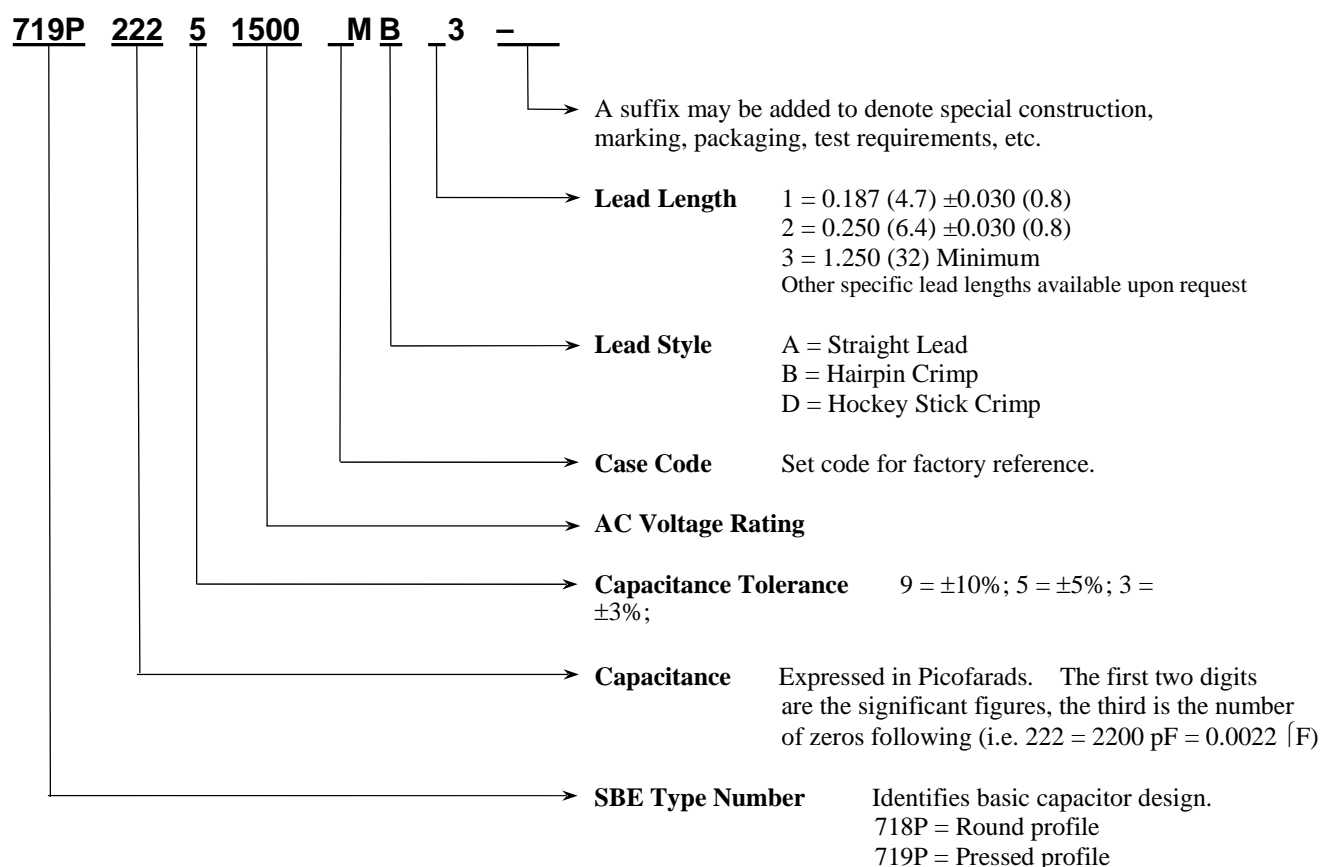 719P 222 5 1500 _M B _3 –
A suffix may be added to denote special construction,
marking, packaging, test requirements, etc.
Lead Length 1 = 0.187 (4.7) ±0.030 (0.8)
2 = 0.250 (6.4) ±0.030 (0.8)
3 = 1.250 (32) Minimum
Other specific lead lengths available upon request
Lead Style A = Straight Lead
B = Hairpin Crimp
D = Hockey Stick Crimp
Case Code Set code for factory reference.
AC Voltage Rating
Capacitance Tolerance 9 = ±10%; 5 = ±5%; 3 =
±3%;
Capacitance Expressed in Picofarads. The first two digits
are the significant figures, the third is the number
of zeros following (i.e. 222 = 2200 pF = 0.0022 ⌠F)
SBE Type Number Identifies basic capacitor design.
718P = Round profile
719P = Pressed profile